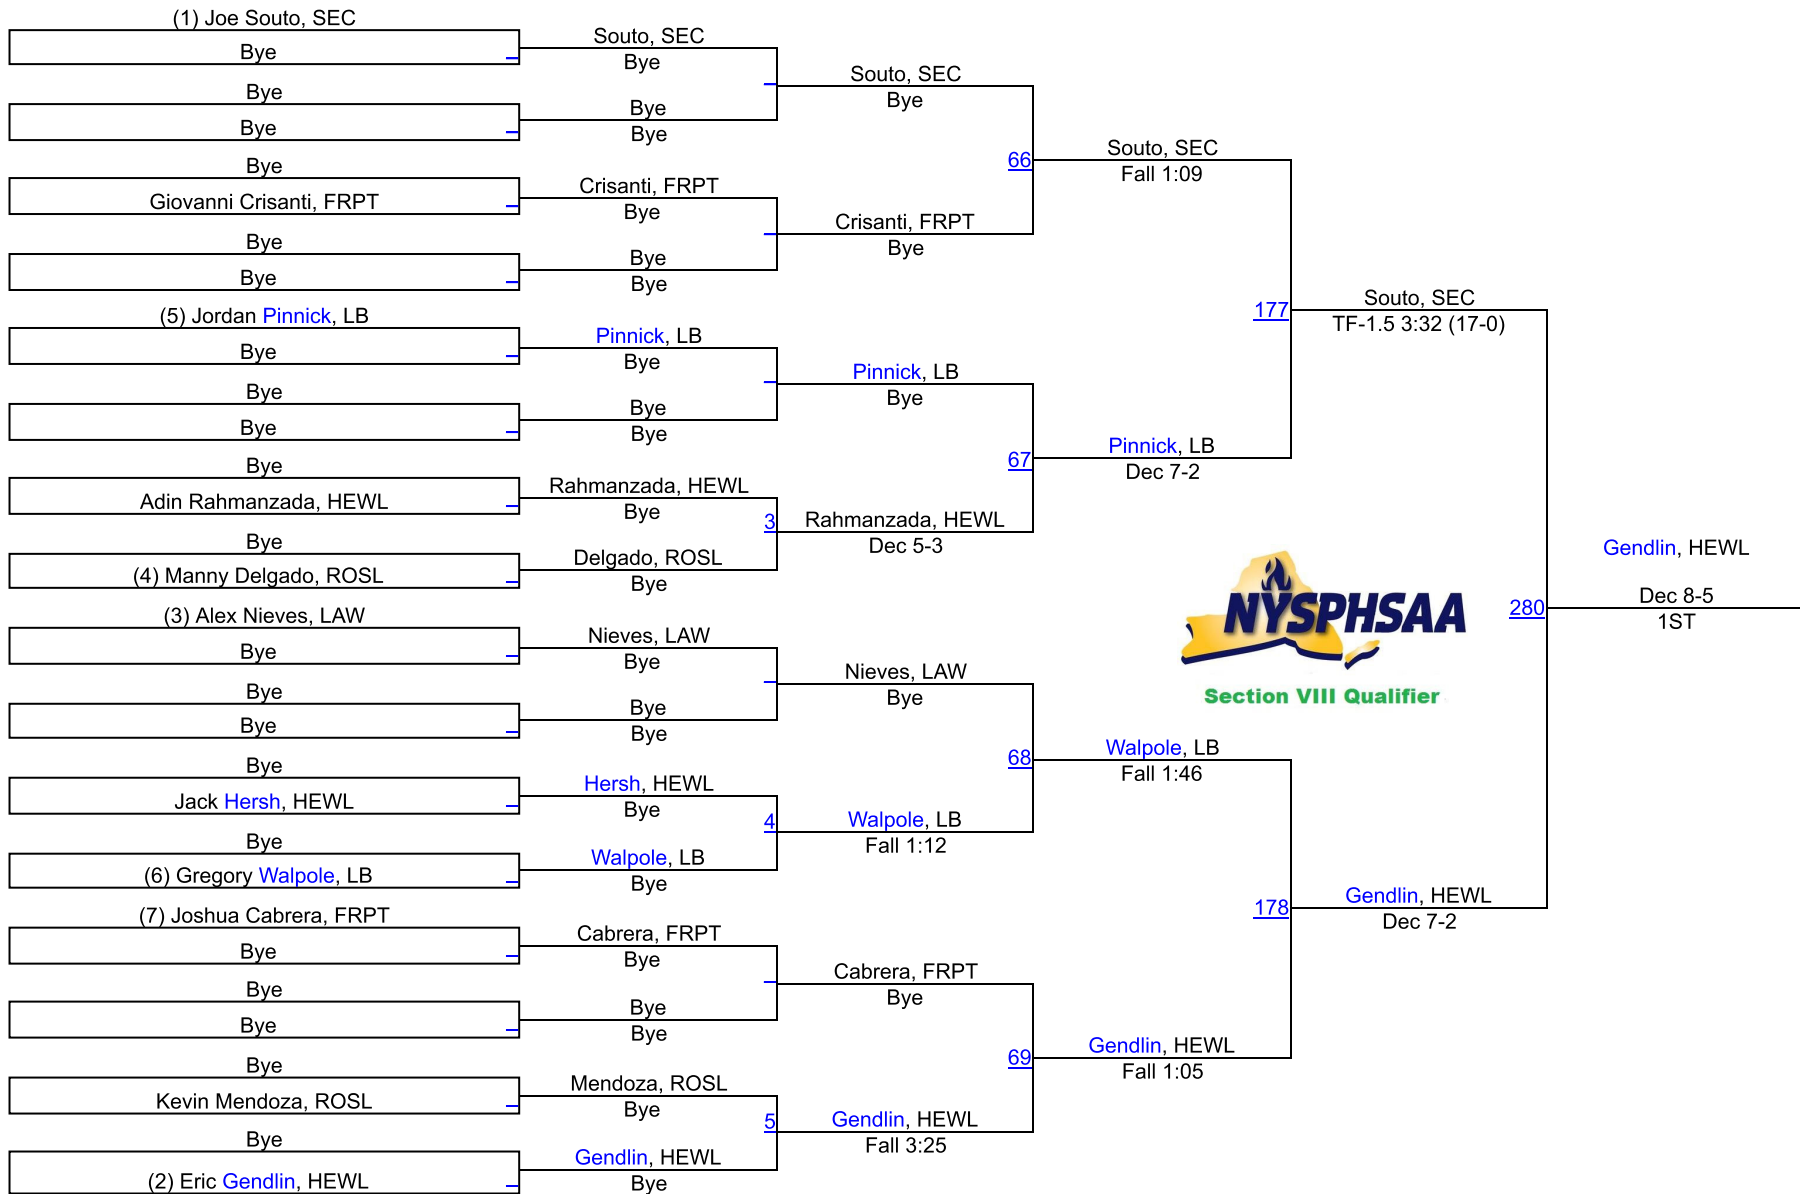 (1) Joe Souto, SEC
Bye
Bye
Bye
Bye
Giovanni Crisanti, FRPT
Bye
Bye
(5) Jordan Pinnick, LB
Bye
Bye
Bye
Bye
Adin Rahmanzada, HEWL
Bye
(4) Manny Delgado, ROSL
(3) Alex Nieves, LAW
Bye
Bye
Bye
Bye
Jack Hersh, HEWL
Bye
(6) Gregory Walpole, LB
(7) Joshua Cabrera, FRPT
Bye
Bye
Bye
Bye
Kevin Mendoza, ROSL
Bye
(2) Eric Gendlin, HEWL
Souto, SEC
Bye
Bye
Bye
Crisanti, FRPT
Bye
Bye
Bye
Pinnick, LB
Bye
Bye
Bye
Rahmanzada, HEWL
Bye
3
Delgado, ROSL
Bye
Nieves, LAW
Bye
Bye
Bye
Hersh, HEWL
Bye
4
Walpole, LB
Bye
Cabrera, FRPT
Bye
Bye
Bye
Mendoza, ROSL
Bye
5
Gendlin, HEWL
Bye
Souto, SEC
Bye
66
Crisanti, FRPT
Bye
Pinnick, LB
Bye
67
Rahmanzada, HEWL
Dec 5-3
Nieves, LAW
Bye
68
Walpole, LB
Fall 1:12
Cabrera, FRPT
Bye
69
Gendlin, HEWL
Fall 3:25
Souto, SEC
Fall 1:09
177
Pinnick, LB
Dec 7-2
Walpole, LB
Fall 1:46
178
Gendlin, HEWL
Fall 1:05
Souto, SEC
TF-1.5 3:32 (17-0)
280
Gendlin, HEWL
Dec 7-2
NYSPHSAA
Section VIII Qualifier
Gendlin, HEWL
Dec 8-5
1ST